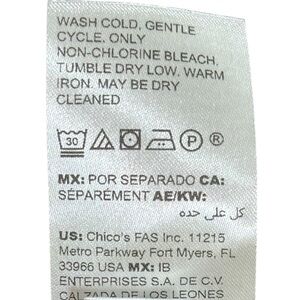 WASH COLD, GENTLE
CYCLE. ONLY
NON-CHLORINE BLEACH.
TUMBLE DRY LOW. WARM
IRON. MAY BE DRY
CLEANED
30 P ®
MX: POR SEPARADO CA:
SÉPARÉMENT AE/KW:
كل على حده
US: Chico's FAS Inc. 11215
Metro Parkway Fort Myers, FL
33966 USA MX: IB
ENTERPRISES S.A. DE C.V.
CALZADA DE LOS LEONES